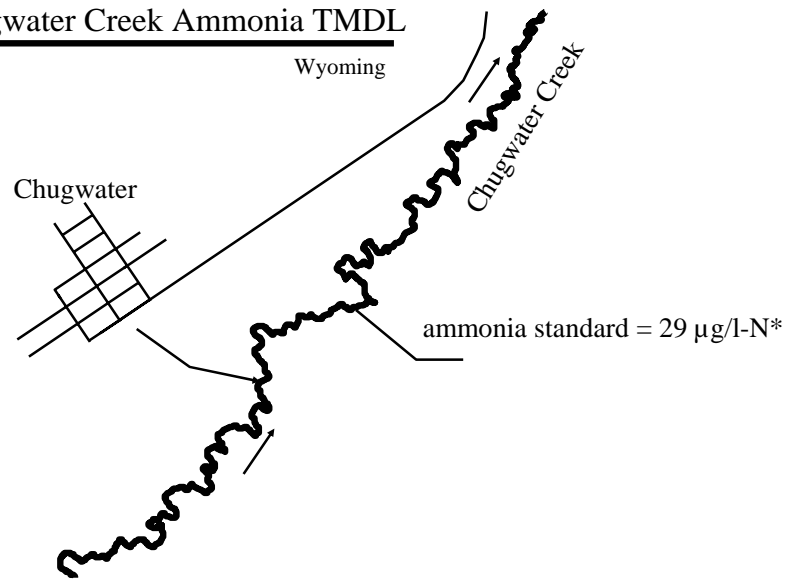 gwater Creek Ammonia TMDL
Wyoming
Chugwater
Chugwater Creek
ammonia standard = 29 µg/l-N*